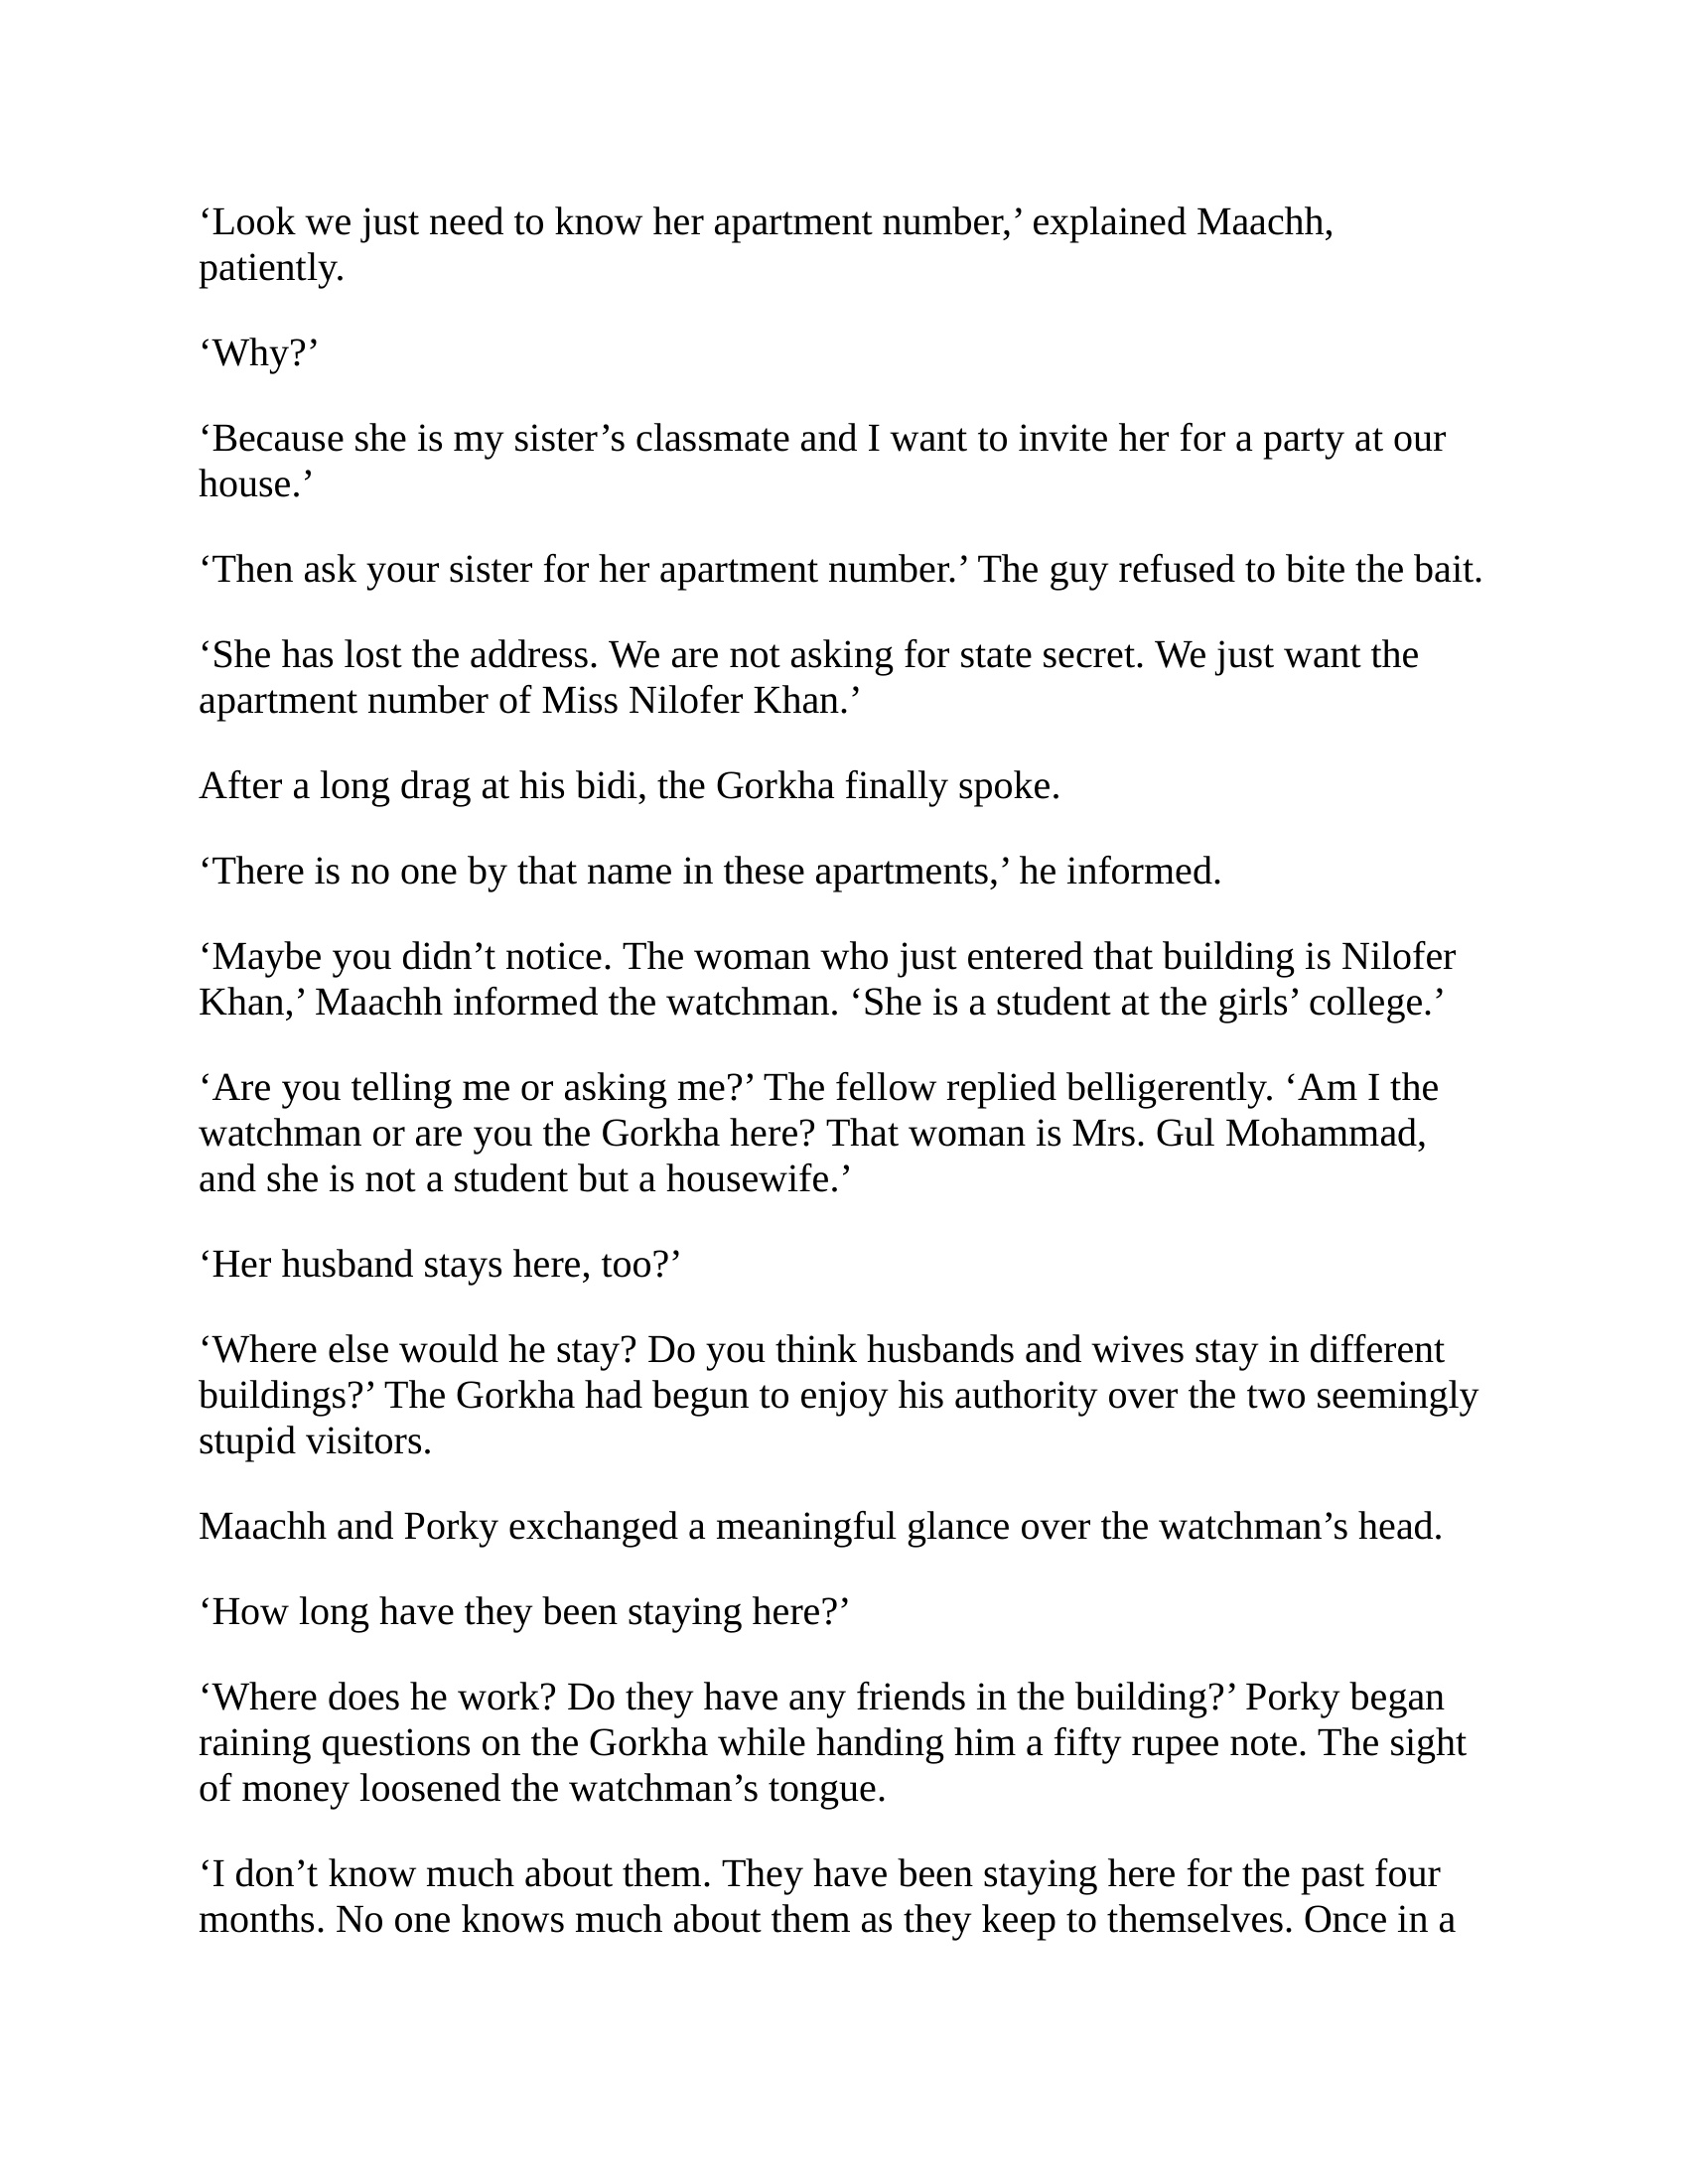 ‘Look we just need to know her apartment number,’ explained Maachh,
patiently.
‘Why?’
‘Because she is my sister’s classmate and I want to invite her for a party at our
house.’
‘Then ask your sister for her apartment number.’ The guy refused to bite the bait.
‘She has lost the address. We are not asking for state secret. We just want the
apartment number of Miss Nilofer Khan.’
After a long drag at his bidi, the Gorkha finally spoke.
‘There is no one by that name in these apartments,’ he informed.
‘Maybe you didn’t notice. The woman who just entered that building is Nilofer
Khan,’ Maachh informed the watchman. ‘She is a student at the girls’ college.’
‘Are you telling me or asking me?’ The fellow replied belligerently. ‘Am I the
watchman or are you the Gorkha here? That woman is Mrs. Gul Mohammad,
and she is not a student but a housewife.’
‘Her husband stays here, too?’
‘Where else would he stay? Do you think husbands and wives stay in different
buildings?’ The Gorkha had begun to enjoy his authority over the two seemingly
stupid visitors.
Maachh and Porky exchanged a meaningful glance over the watchman’s head.
‘How long have they been staying here?’
‘Where does he work? Do they have any friends in the building?’ Porky began
raining questions on the Gorkha while handing him a fifty rupee note. The sight
of money loosened the watchman’s tongue.
‘I don’t know much about them. They have been staying here for the past four
months. No one knows much about them as they keep to themselves. Once in a